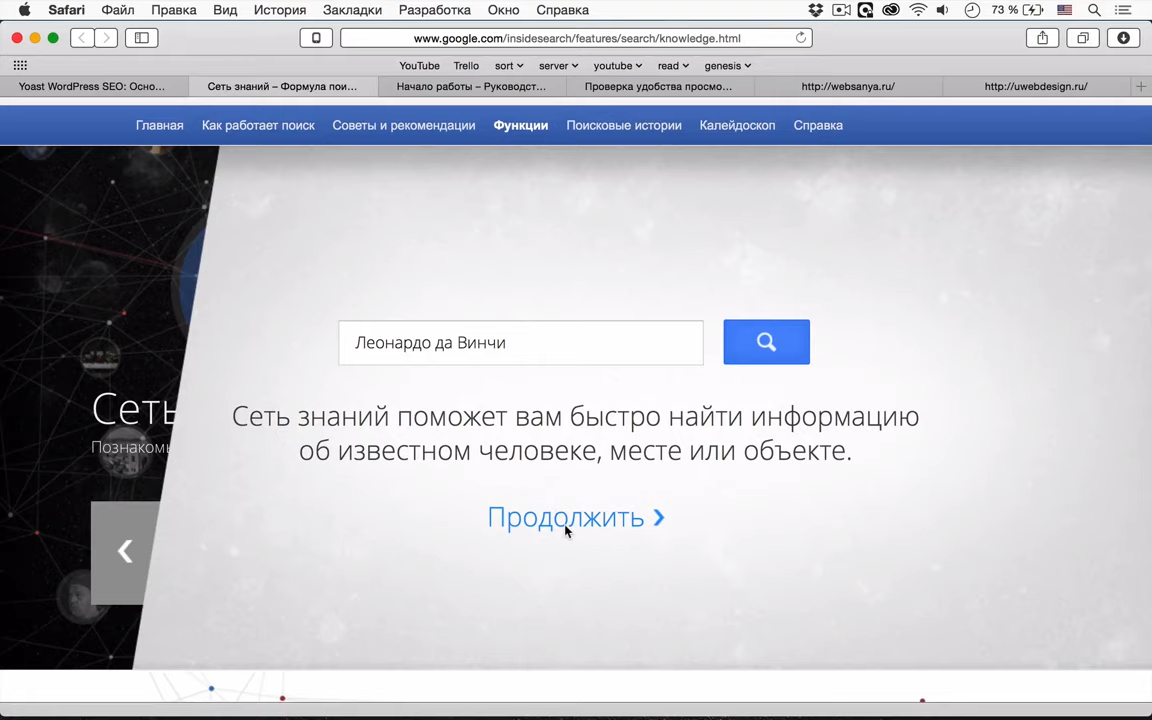 Safari Файл Правка Вид История Закладки Разработка Окно Справка 73 %
www.google.com/insidesearch/features/search/knowledge.html
YouTube Trello sort server youtube read genesis
Yoast WordPress SEO: Осно... Сеть знаний – Формула пои... Начало работы – Руководст... Проверка удобства просмо... http://websanya.ru/ http://uwebdesign.ru/
Главная Как работает поиск Советы и рекомендации Функции Поисковые истории Калейдоскоп Справка
Леонардо да Винчи
Сеть
Познакомь
Сеть знаний поможет вам быстро найти информацию
об известном человеке, месте или объекте.
Продолжить